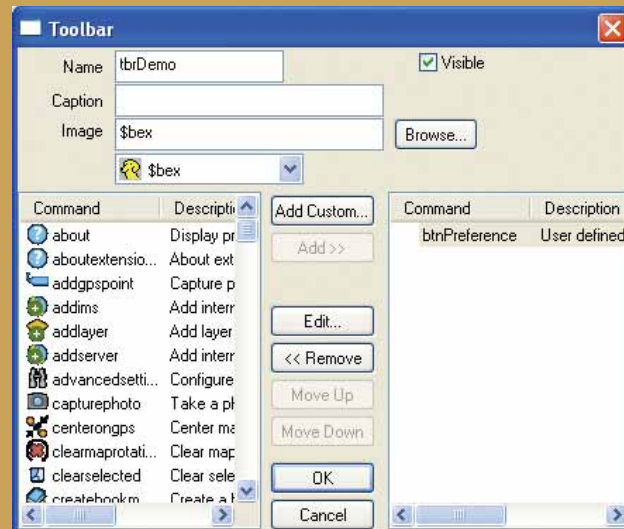 Toolbar
Name tbrDemo Visible
Caption
Image $bex Browse...
$bex
Command Descripti
about Display pr
aboutextensio... About ext
addgpspoint Capture p
addims Add interr
addlayer Add layer
addserver Add interr
advancedsetti... Configure
capturephoto Take a ph
centerongps Center ma
clearmaprotati... Clear map
clearselected Clear sele
createbookm Create a b
Add Custom...
Add >>
Edit...
<< Remove
Move Up
Move Down
OK
Cancel
Command Description
btnPreference User defined